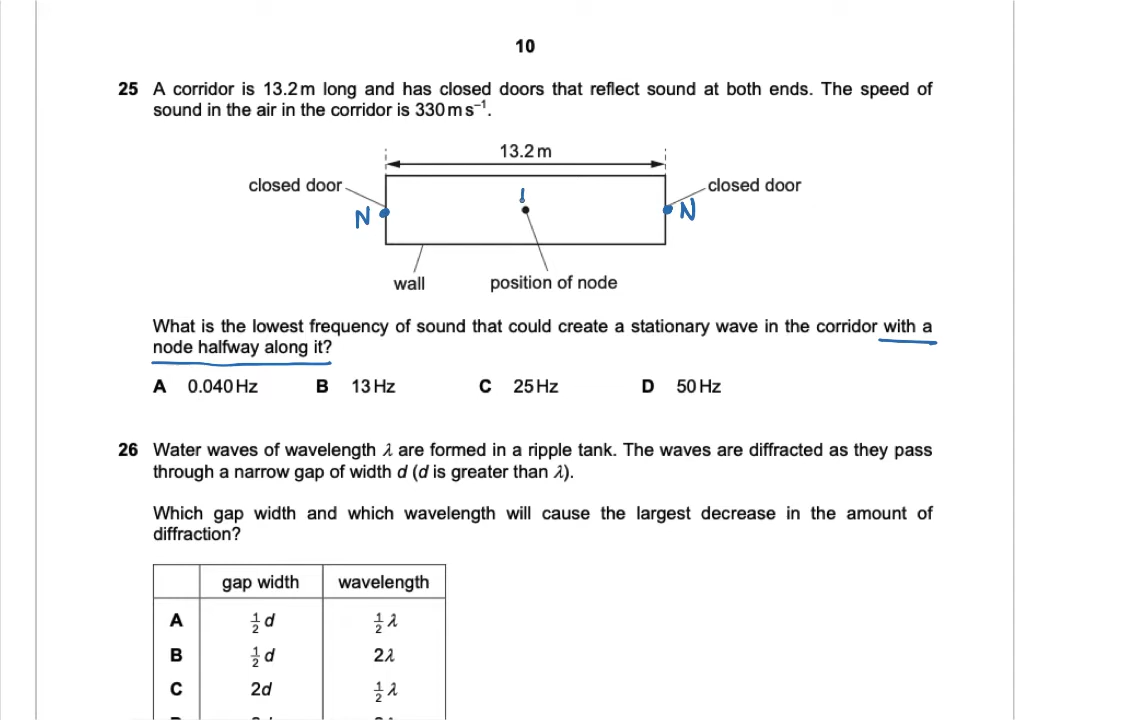 10
25 A corridor is 13.2 m long and has closed doors that reflect sound at both ends. The speed of
sound in the air in the corridor is 330 m s⁻¹.
13.2 m
closed door
closed door
N
N
wall
position of node
What is the lowest frequency of sound that could create a stationary wave in the corridor with a
node halfway along it?
A 0.040 Hz B 13 Hz C 25 Hz D 50 Hz
26 Water waves of wavelength λ are formed in a ripple tank. The waves are diffracted as they pass
through a narrow gap of width d (d is greater than λ).
Which gap width and which wavelength will cause the largest decrease in the amount of
diffraction?
gap width wavelength
A ½d ½λ
B ½d 2λ
C 2d ½λ